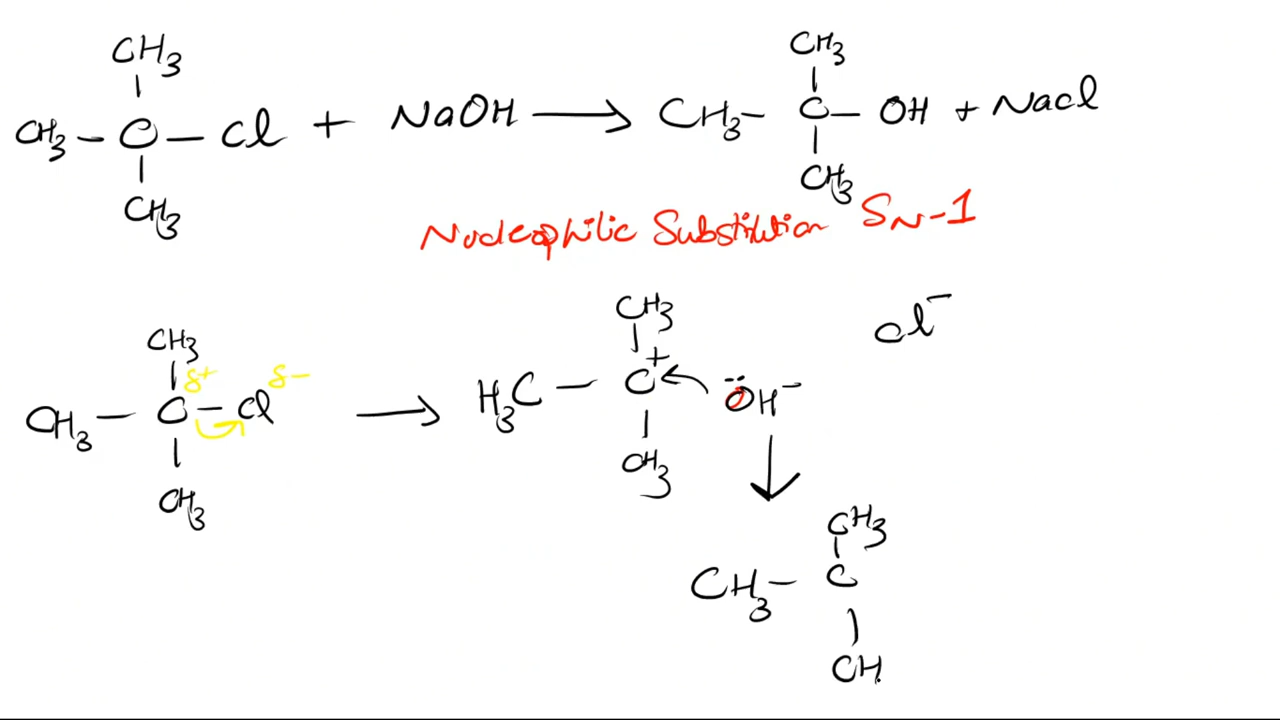 CH3
CH3 - C - Cl + NaOH → CH3 - C - OH + Nacl
CH3
CH3
CH3
Nucleophilic Substitution SN-1
CH3
CH3 - C - Cl
δ+ δ-
CH3
→
CH3
H3C - C+
CH3
:OH-
Cl-
CH3
CH3 - C
CH